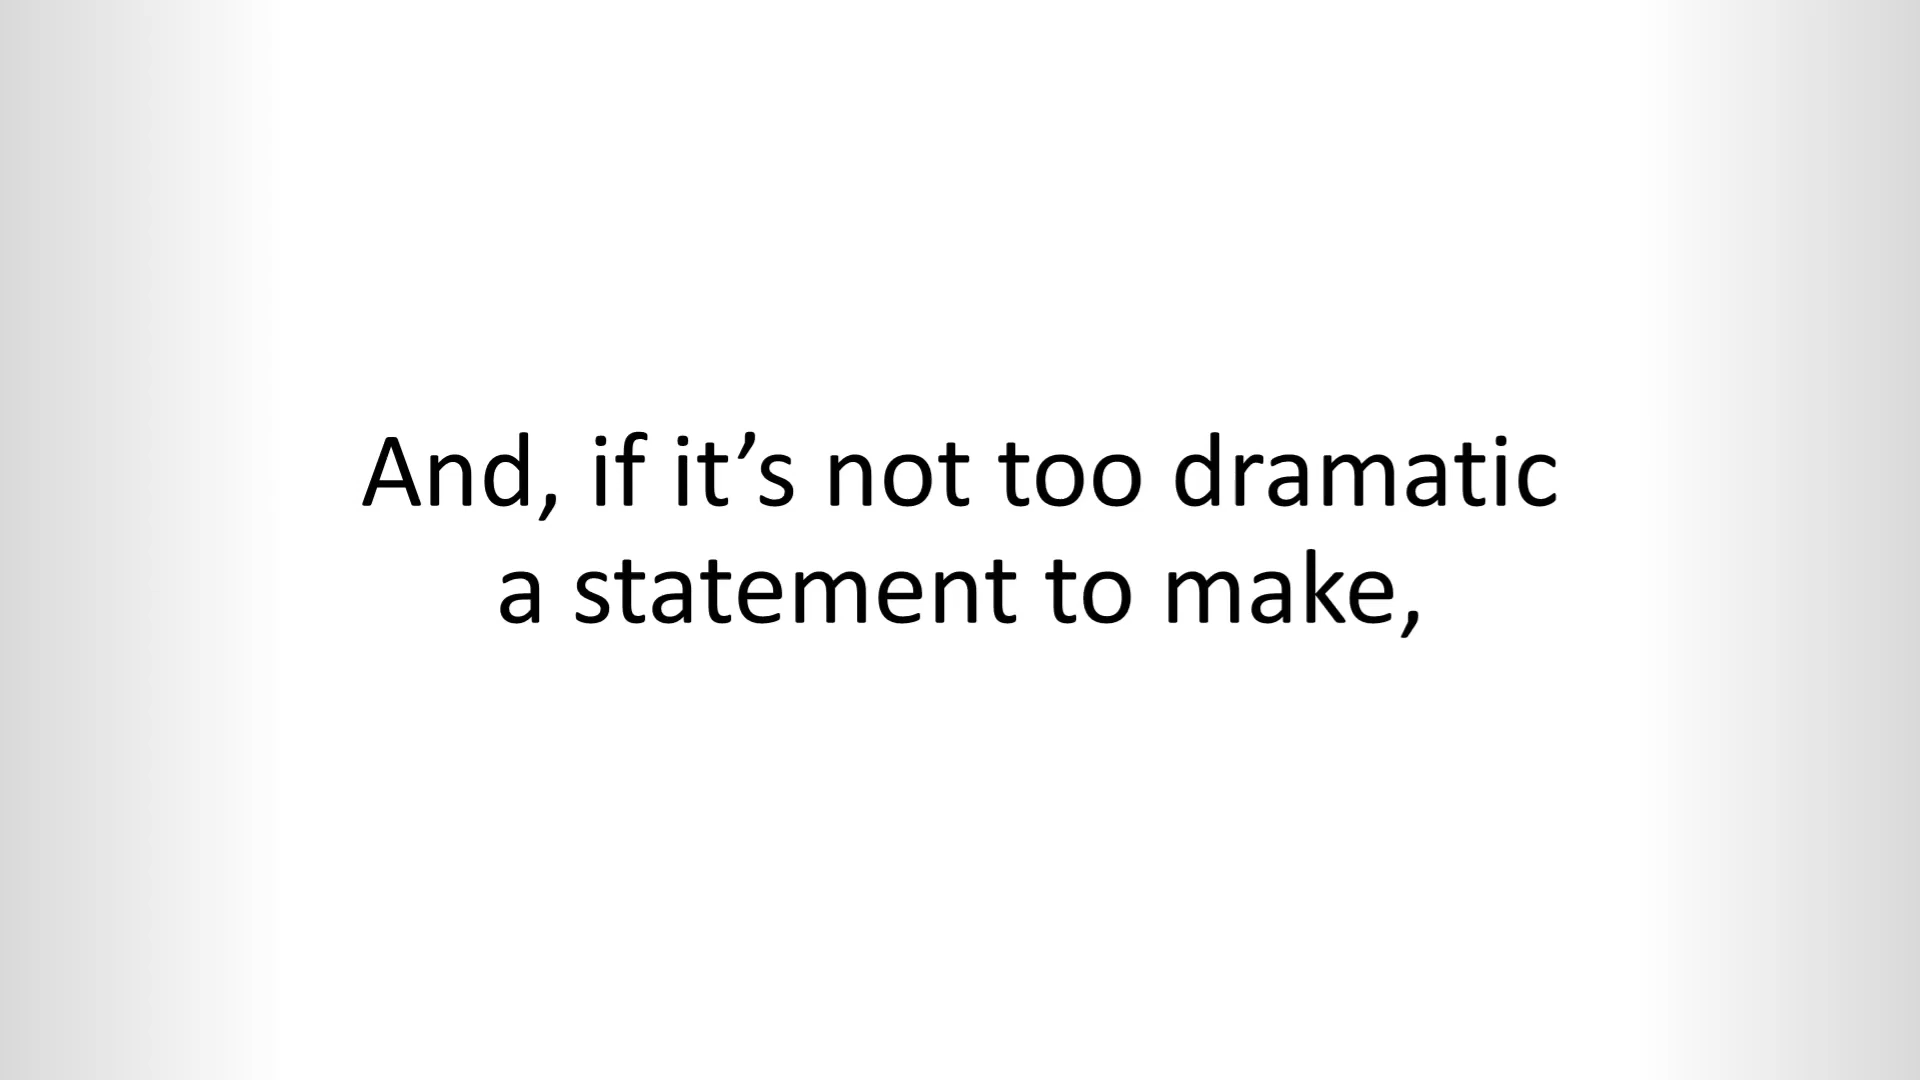 And, if it’s not too dramatic
a statement to make,